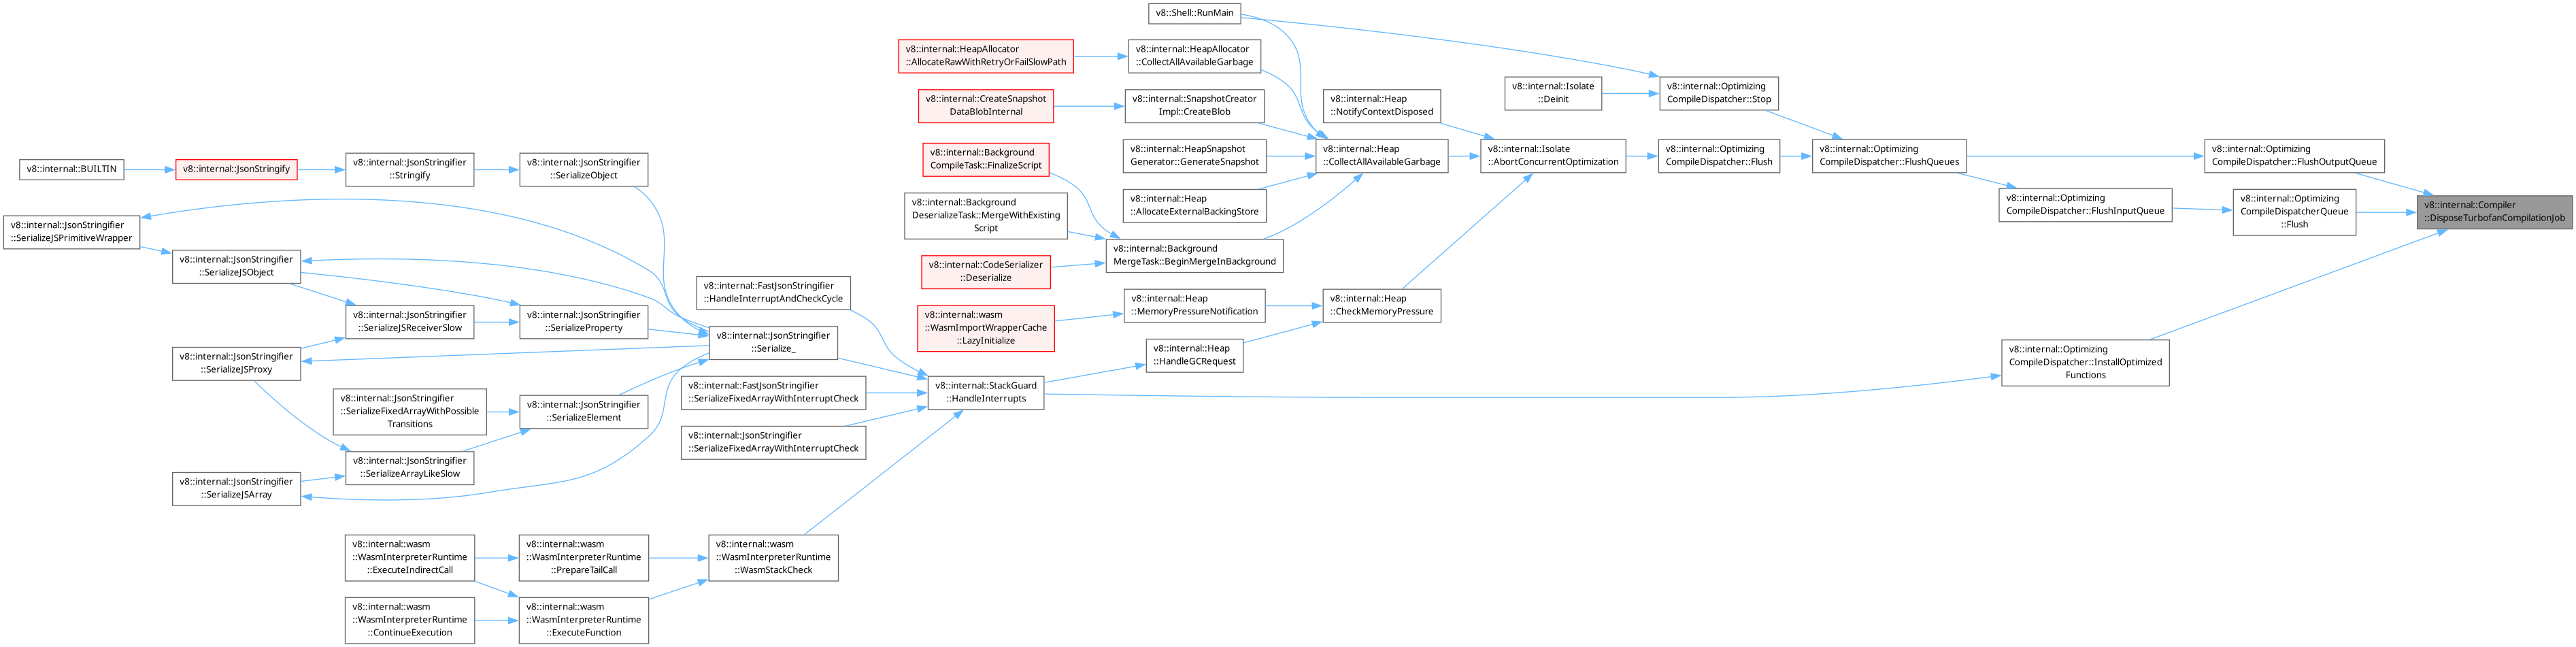 v8::Shell::RunMain
v8::internal::HeapAllocator
::AllocateRawWithRetryOrFailSlowPath
v8::internal::HeapAllocator
::CollectAllAvailableGarbage
v8::internal::Isolate
::Deinit
v8::internal::Optimizing
CompileDispatcher::Stop
v8::internal::CreateSnapshot
DataBlobInternal
v8::internal::SnapshotCreator
Impl::CreateBlob
v8::internal::Heap
::NotifyContextDisposed
v8::internal::BUILTIN
v8::internal::JsonStringify
v8::internal::JsonStringifier
::Stringify
v8::internal::JsonStringifier
::SerializeObject
v8::internal::Background
CompileTask::FinalizeScript
v8::internal::HeapSnapshot
Generator::GenerateSnapshot
v8::internal::Heap
::CollectAllAvailableGarbage
v8::internal::Isolate
::AbortConcurrentOptimization
v8::internal::Optimizing
CompileDispatcher::Flush
v8::internal::Optimizing
CompileDispatcher::FlushQueues
v8::internal::Optimizing
CompileDispatcher::FlushOutputQueue
v8::internal::Background
DeserializeTask::MergeWithExisting
Script
v8::internal::Heap
::AllocateExternalBackingStore
v8::internal::Optimizing
CompileDispatcher::FlushInputQueue
v8::internal::Optimizing
CompileDispatcherQueue
::Flush
v8::internal::Compiler
::DisposeTurbofanCompilationJob
v8::internal::JsonStringifier
::SerializeJSPrimitiveWrapper
v8::internal::JsonStringifier
::SerializeJSObject
v8::internal::CodeSerializer
::Deserialize
v8::internal::Background
MergeTask::BeginMergeInBackground
v8::internal::FastJsonStringifier
::HandleInterruptAndCheckCycle
v8::internal::JsonStringifier
::SerializeJSReceiverSlow
v8::internal::JsonStringifier
::SerializeProperty
v8::internal::wasm
::WasmImportWrapperCache
::LazyInitialize
v8::internal::Heap
::MemoryPressureNotification
v8::internal::Heap
::CheckMemoryPressure
v8::internal::JsonStringifier
::Serialize_
v8::internal::Heap
::HandleGCRequest
v8::internal::Optimizing
CompileDispatcher::InstallOptimized
Functions
v8::internal::JsonStringifier
::SerializeJSProxy
v8::internal::FastJsonStringifier
::SerializeFixedArrayWithInterruptCheck
v8::internal::StackGuard
::HandleInterrupts
v8::internal::JsonStringifier
::SerializeFixedArrayWithPossible
Transitions
v8::internal::JsonStringifier
::SerializeElement
v8::internal::JsonStringifier
::SerializeFixedArrayWithInterruptCheck
v8::internal::JsonStringifier
::SerializeArrayLikeSlow
v8::internal::JsonStringifier
::SerializeJSArray
v8::internal::wasm
::WasmInterpreterRuntime
::ExecuteIndirectCall
v8::internal::wasm
::WasmInterpreterRuntime
::PrepareTailCall
v8::internal::wasm
::WasmInterpreterRuntime
::WasmStackCheck
v8::internal::wasm
::WasmInterpreterRuntime
::ContinueExecution
v8::internal::wasm
::WasmInterpreterRuntime
::ExecuteFunction